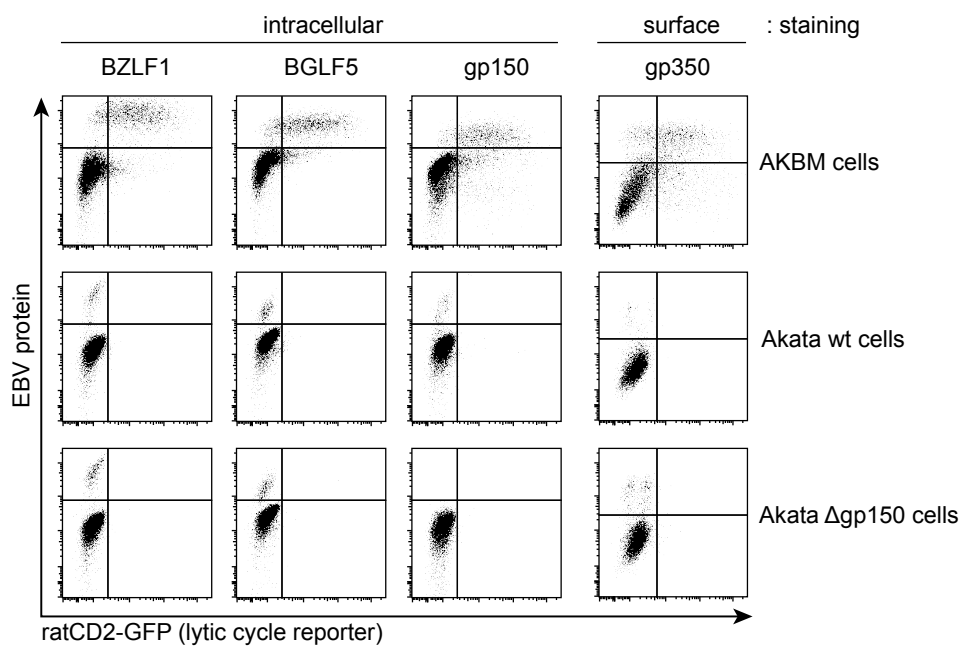 intracellular surface : staining
BZLF1 BGLF5 gp150 gp350
AKBM cells
Akata wt cells
Akata Δgp150 cells
EBV protein
ratCD2-GFP (lytic cycle reporter)